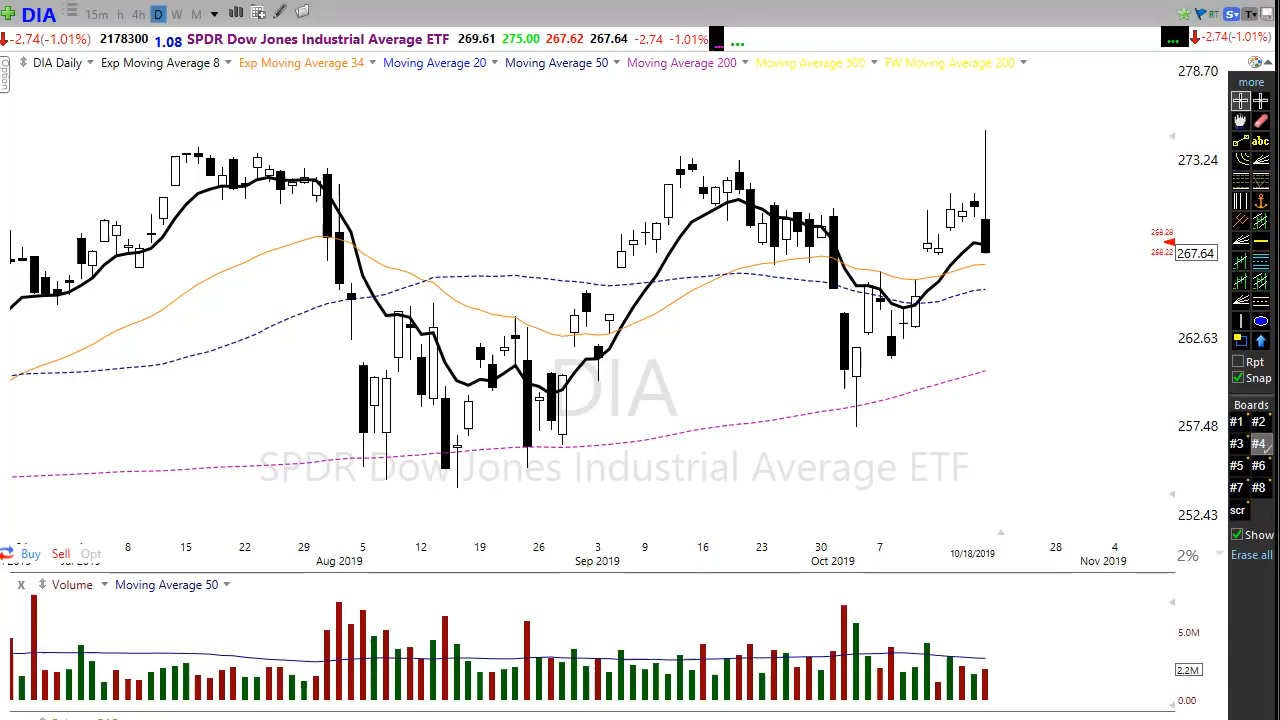 DIA 15m h 4h D W M RT S T
-2.74(-1.01%) 2178300 1.08 SPDR Dow Jones Industrial Average ETF 269.61 275.00 267.62 267.64 -2.74 -1.01% ... ... -2.74(-1.01%)
Option
DIA Daily Exp Moving Average 8 Exp Moving Average 34 Moving Average 20 Moving Average 50 Moving Average 200 Moving Average 500 FW Moving Average 200
278.70
273.24
268.28
268.22
267.64
262.63
257.48
252.43
2%
DIA
SPDR Dow Jones Industrial Average ETF
more
abc
Rpt
Snap
Boards
#1 #2
#3 #4
#5 #6
#7 #8
scr
Show
Erase all
Buy Sell Opt
8 15 22 29 5 12 19 26 3 9 16 23 30 7 10/18/2019 28 4
Aug 2019 Sep 2019 Oct 2019 Nov 2019
x Volume Moving Average 50
5.0M
2.2M
0.00